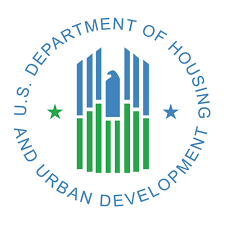 U.S. DEPARTMENT OF HOUSING
AND URBAN DEVELOPMENT